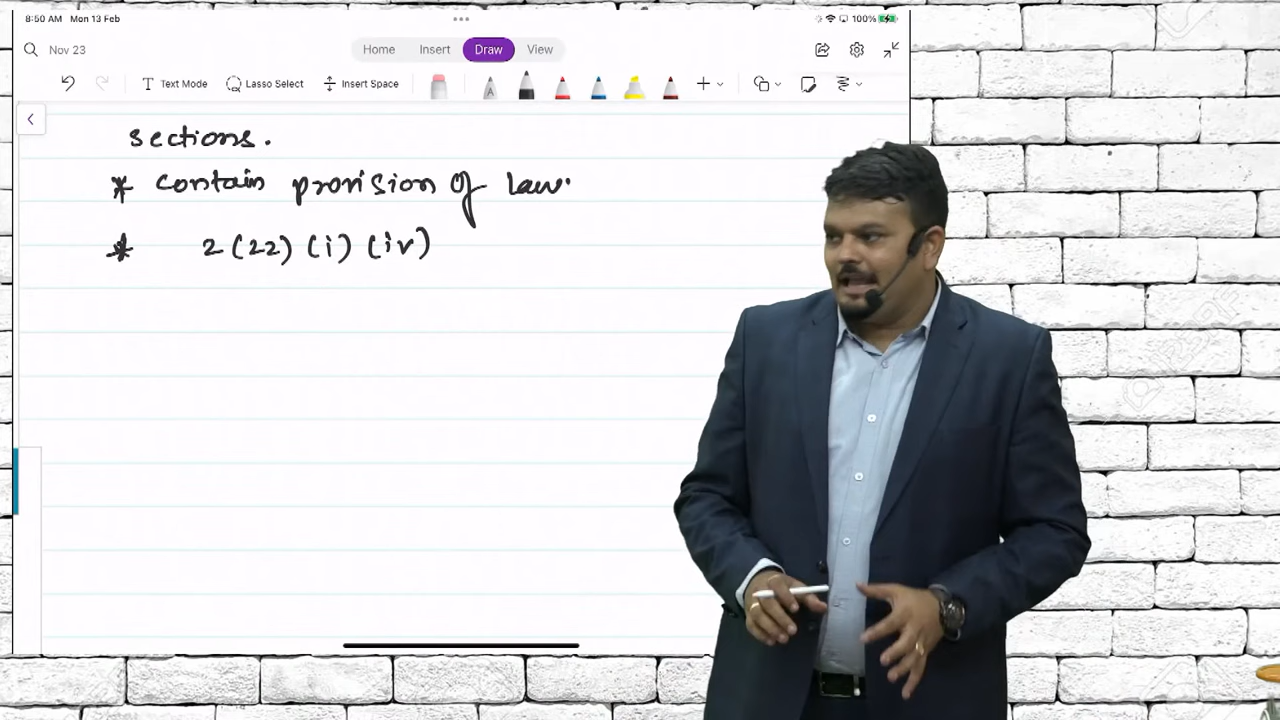 8:50 AM Mon 13 Feb
100%
Nov 23
Home Insert Draw View
Text Mode Lasso Select Insert Space
sections.
* contain provision of law.
* 2(22) (i) (iv)